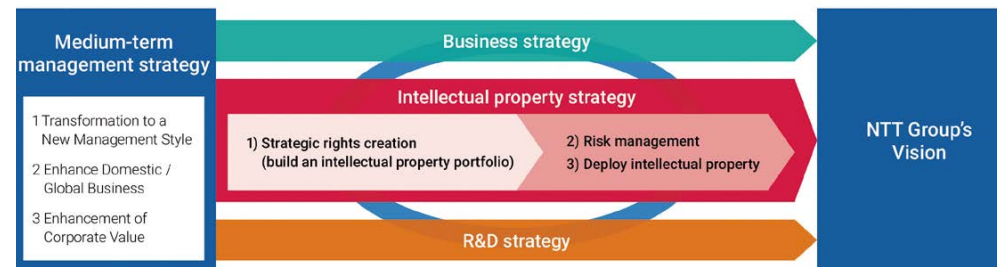 Medium-term
management strategy
1 Transformation to a
New Management Style
2 Enhance Domestic /
Global Business
3 Enhancement of
Corporate Value
Business strategy
Intellectual property strategy
1) Strategic rights creation
(build an intellectual property portfolio)
2) Risk management
3) Deploy intellectual property
R&D strategy
NTT Group's
Vision